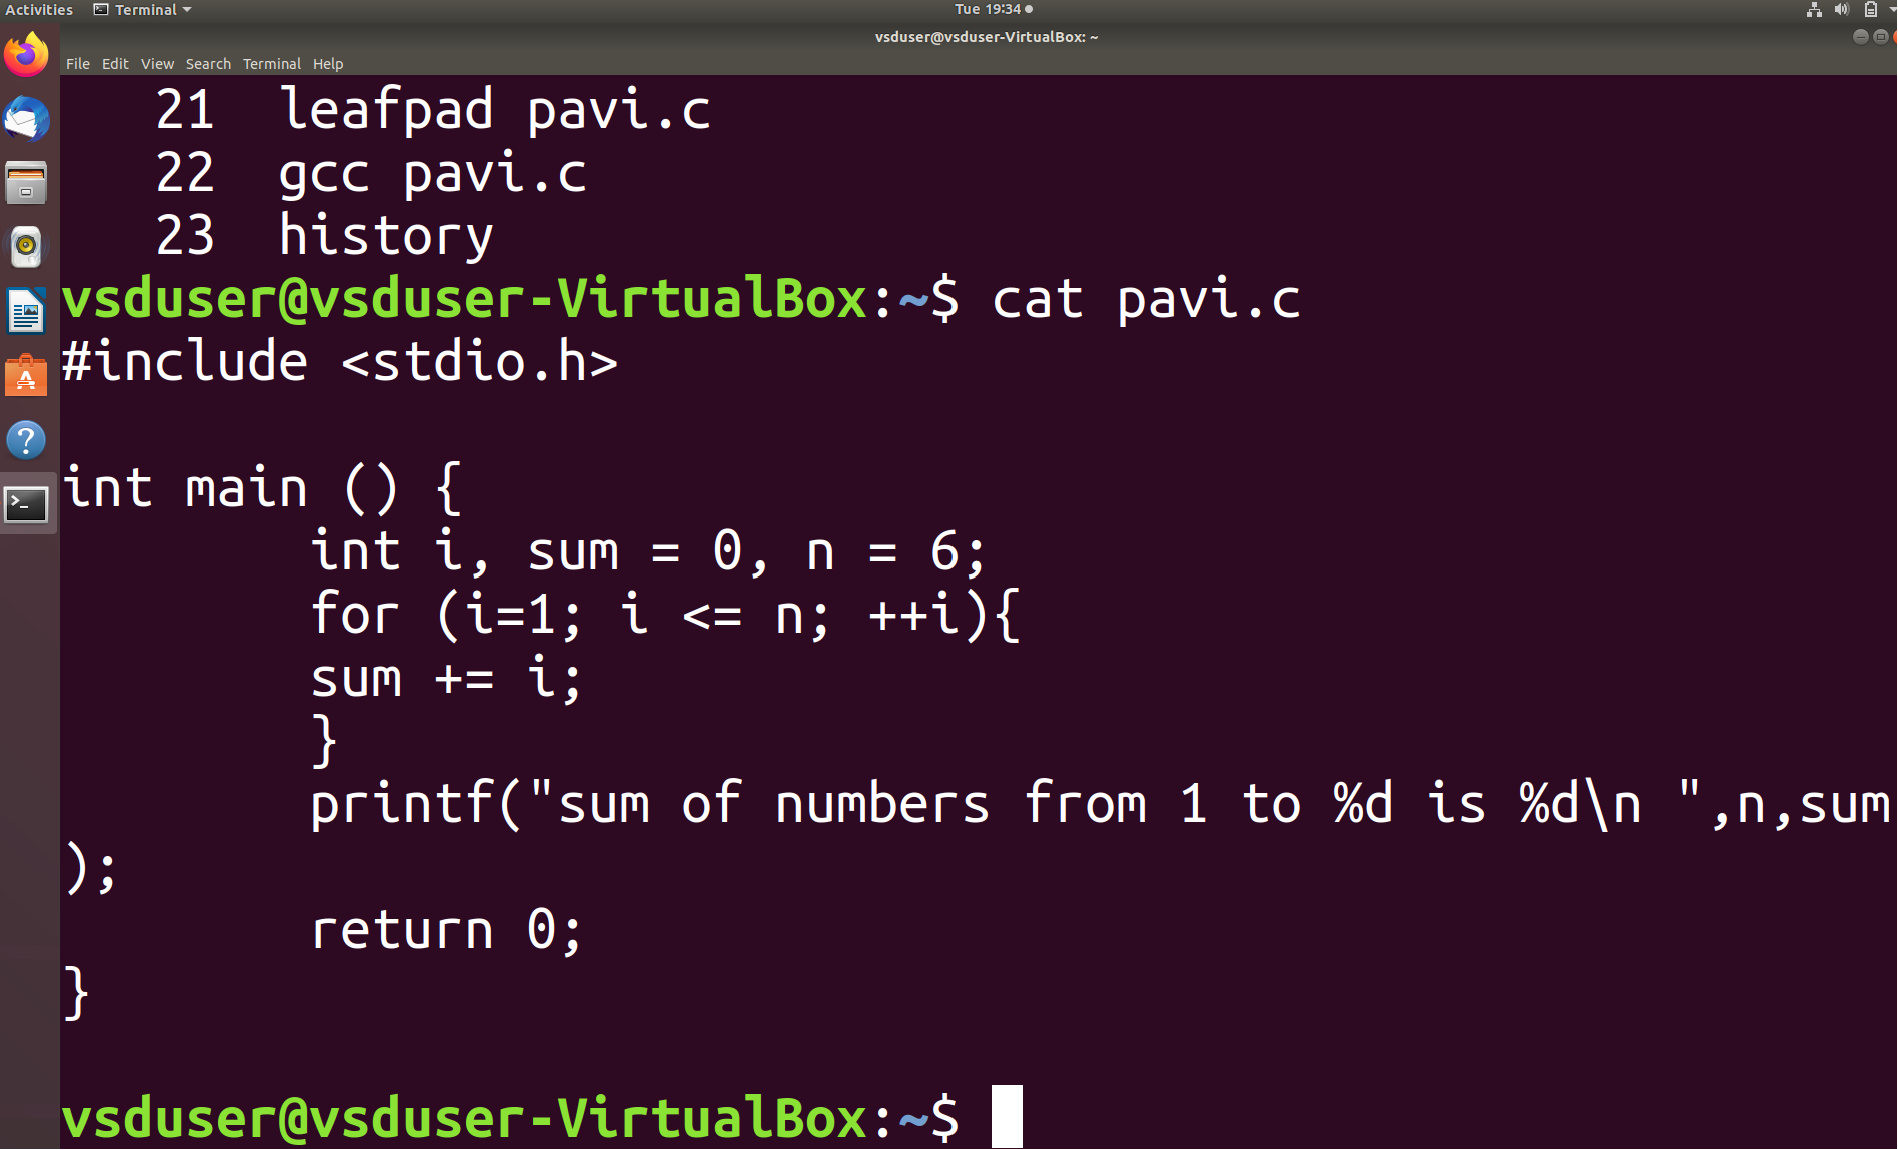 Activities Terminal Tue 19:34
vsduser@vsduser-VirtualBox: ~
File Edit View Search Terminal Help
21 leafpad pavi.c
22 gcc pavi.c
23 history
vsduser@vsduser-VirtualBox:~$ cat pavi.c
#include <stdio.h>
int main () {
int i, sum = 0, n = 6;
for (i=1; i <= n; ++i){
sum += i;
}
printf("sum of numbers from 1 to %d is %d\n ",n,sum
);
return 0;
}
vsduser@vsduser-VirtualBox:~$